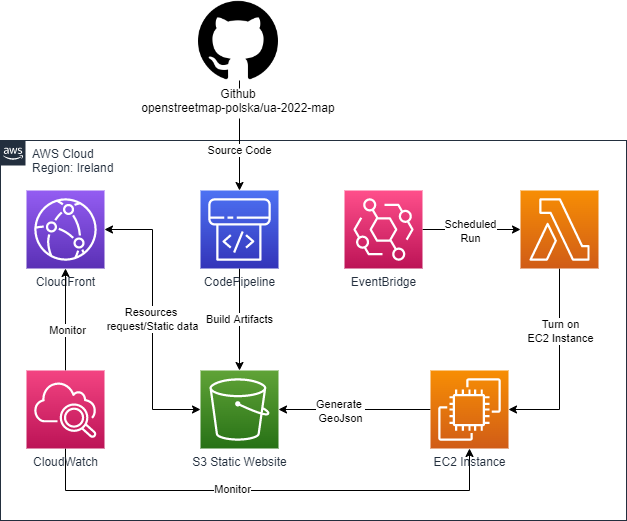 Github
openstreetmap-polska/ua-2022-map
Source Code
aws
AWS Cloud
Region: Ireland
CloudFront
CodePipeline
EventBridge
Scheduled
Run
Resources
request/Static data
Build Artifacts
Turn on
EC2 Instance
Monitor
Generate
GeoJson
CloudWatch
S3 Static Website
EC2 Instance
Monitor